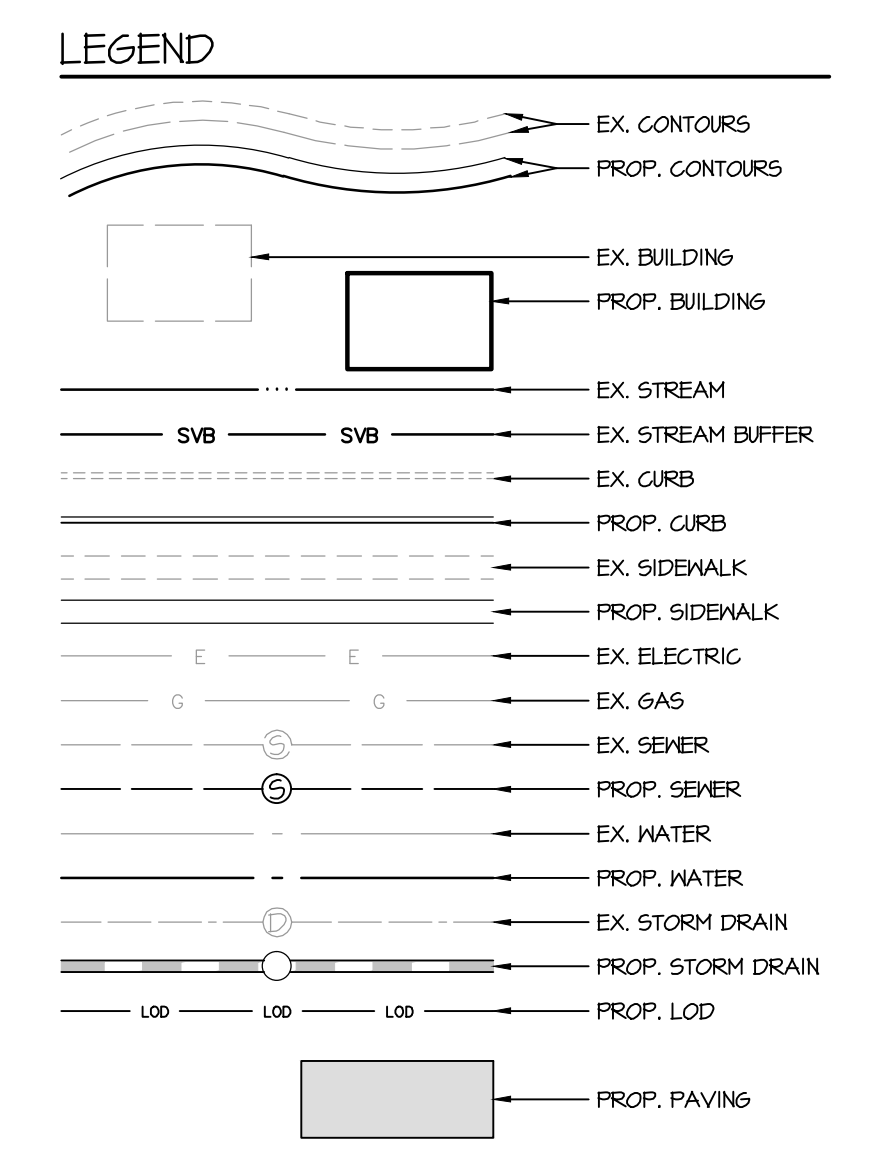 LEGEND
EX. CONTOURS
PROP. CONTOURS
EX. BUILDING
PROP. BUILDING
EX. STREAM
SVB SVB EX. STREAM BUFFER
EX. CURB
PROP. CURB
EX. SIDEWALK
PROP. SIDEWALK
E E EX. ELECTRIC
G G EX. GAS
S EX. SEWER
S PROP. SEWER
EX. WATER
PROP. WATER
D EX. STORM DRAIN
PROP. STORM DRAIN
LOD LOD LOD PROP. LOD
PROP. PAVING